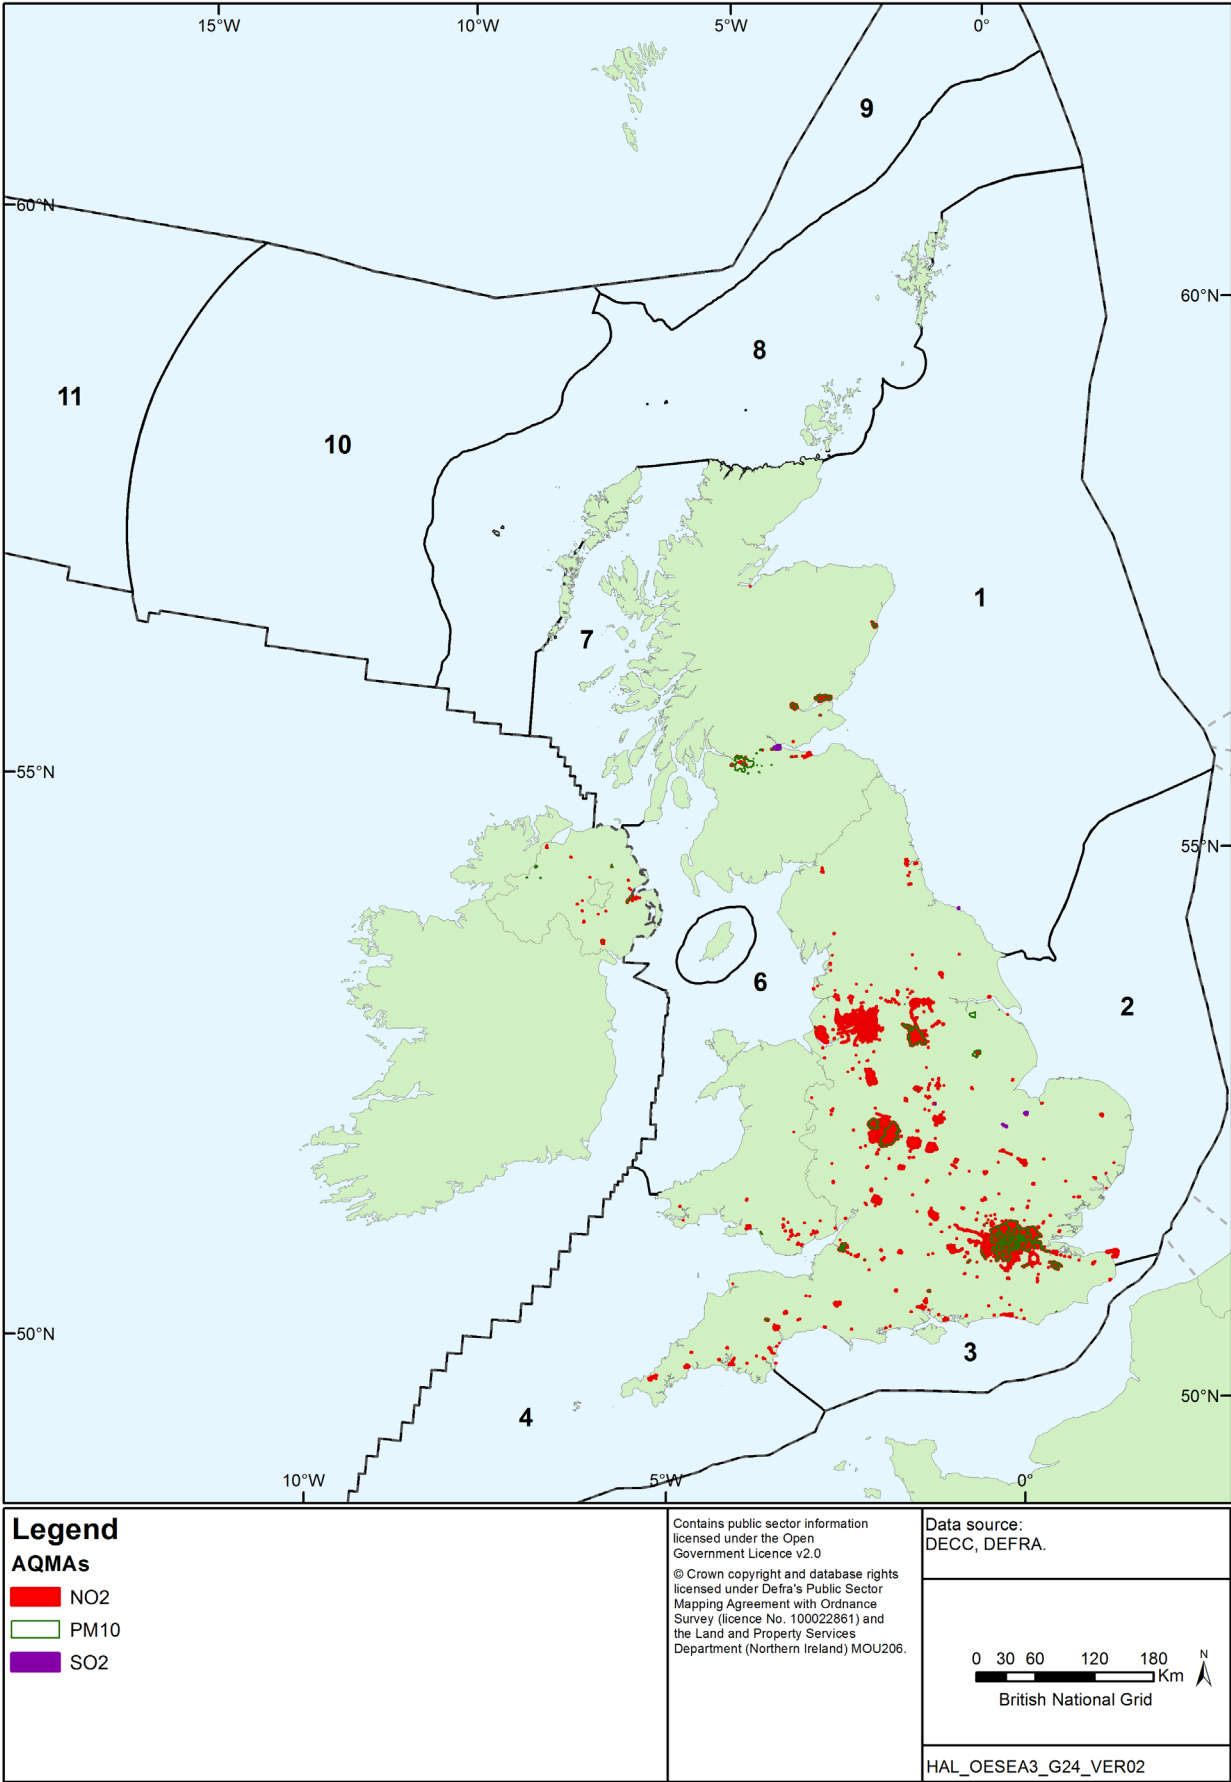 15°W
10°W
5°W
0°
9
60°N
60°N
8
11
10
1
7
55°N
55°N
6
2
50°N
3
50°N
4
10°W
5°W
0°
Legend
AQMAs
NO2
PM10
SO2
Contains public sector information
licensed under the Open
Government Licence v2.0
© Crown copyright and database rights
licensed under Defra's Public Sector
Mapping Agreement with Ordnance
Survey (licence No. 100022861) and
the Land and Property Services
Department (Northern Ireland) MOU206.
Data source:
DECC, DEFRA.
0 30 60 120 180
Km
N
British National Grid
HAL_OESEA3_G24_VER02